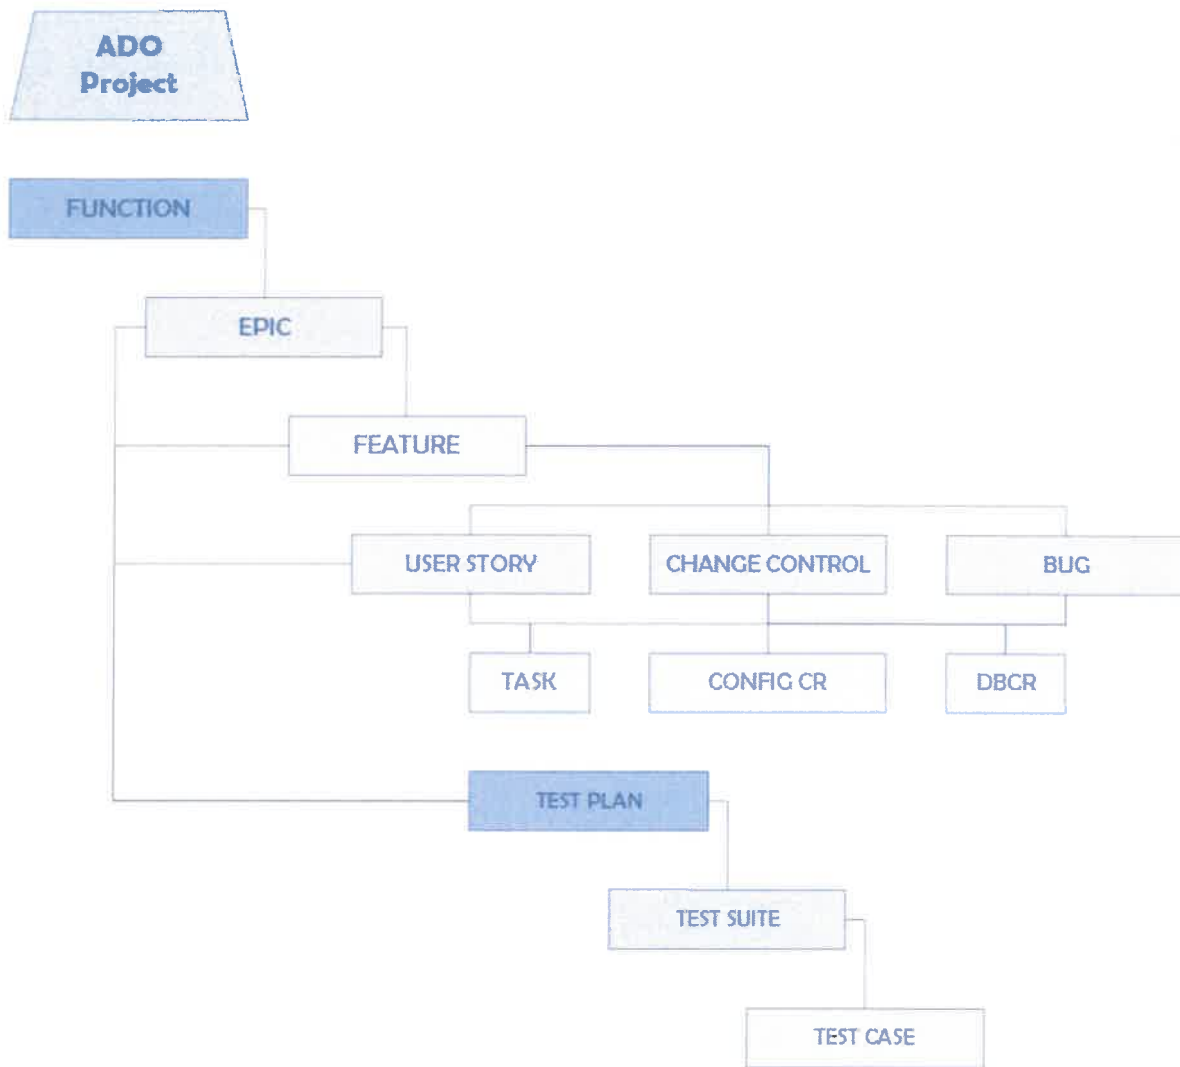 ADO
Project
FUNCTION
EPIC
FEATURE
USER STORY
CHANGE CONTROL
BUG
TASK
CONFIG CR
DBCR
TEST PLAN
TEST SUITE
TEST CASE